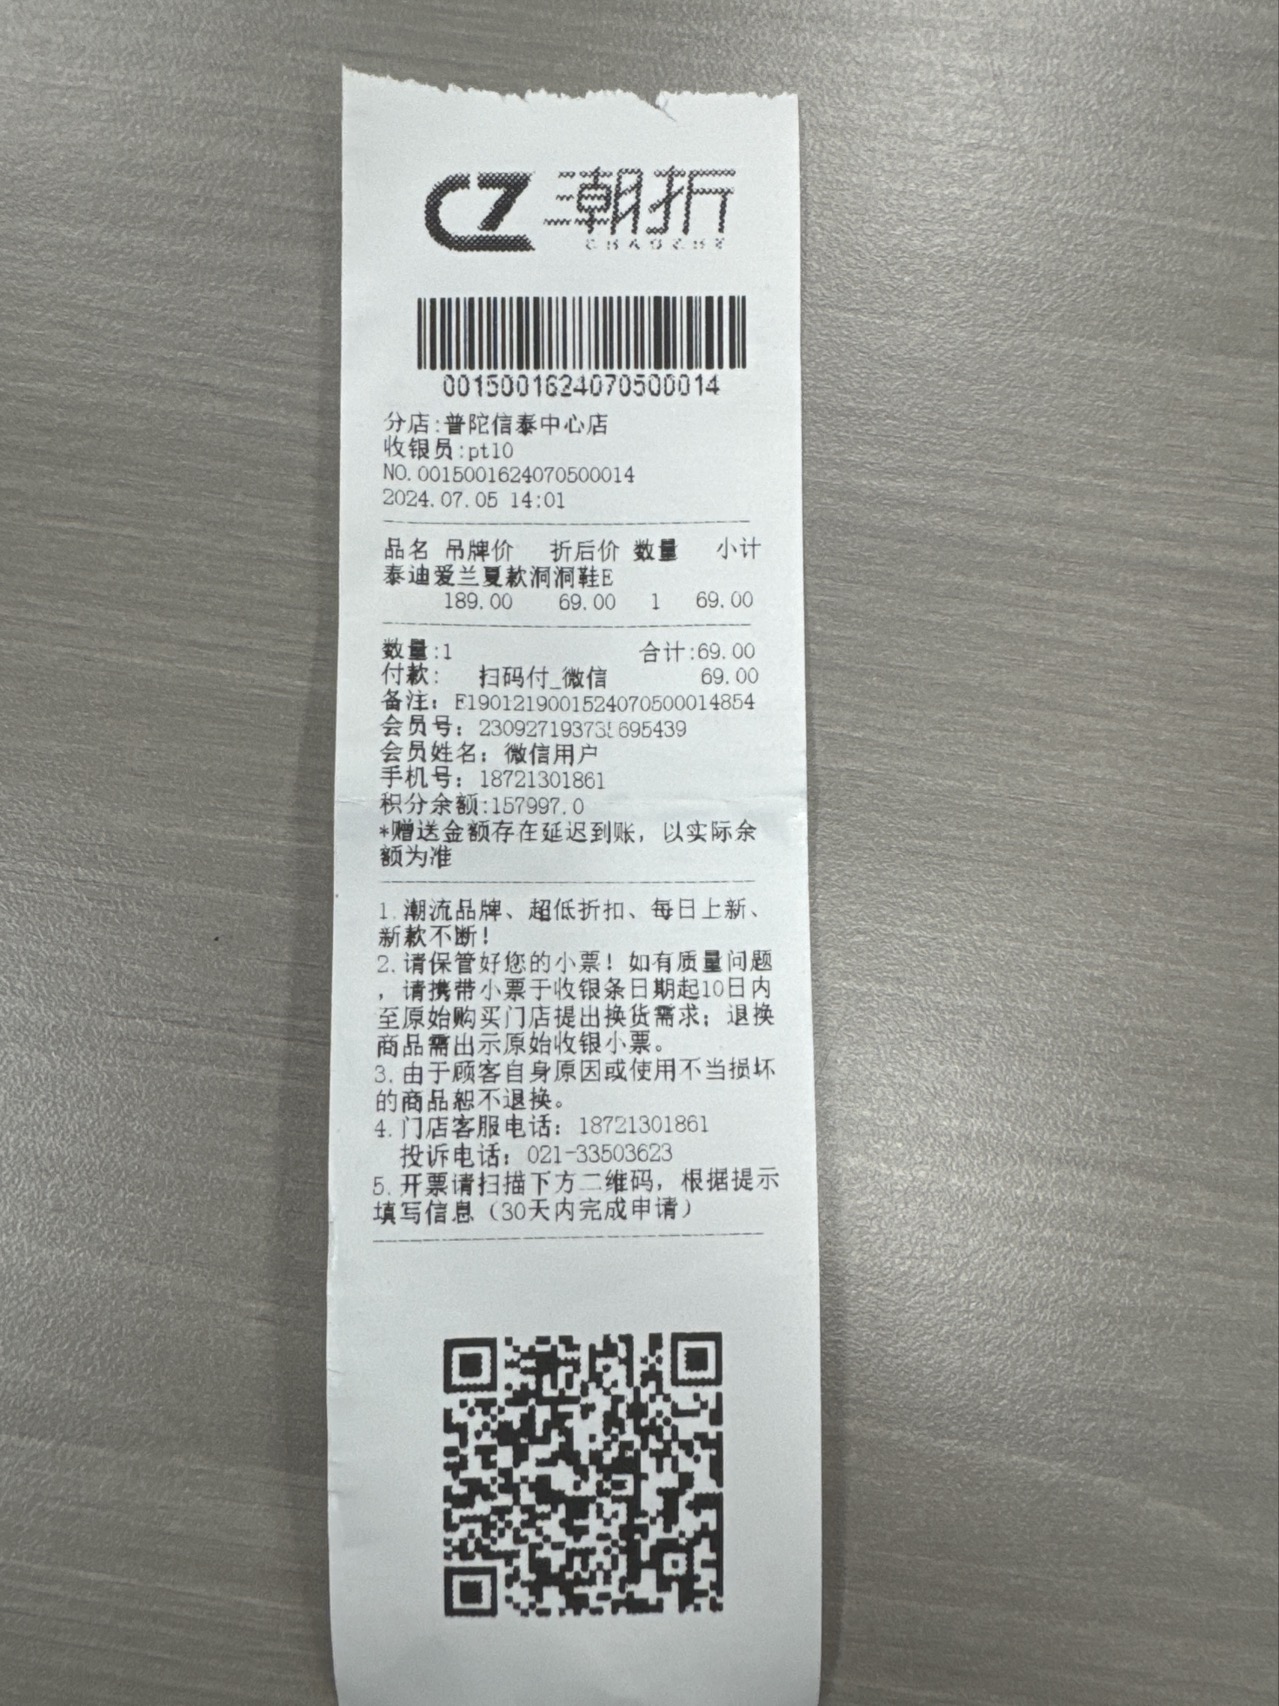 CZ 潮折
CHAOZHE
0015001624070500014
分店:普陀信泰中心店
收银员:pt10
NO.0015001624070500014
2024.07.05 14:01
品名 吊牌价 折后价 数量 小计
泰迪爱兰夏款洞洞鞋E
189.00 69.00 1 69.00
数量:1 合计:69.00
付款: 扫码付_微信 69.00
备注: E1901219001524070500014854
会员号:
会员姓名: 微信用户
手机号: 18721301861
积分余额:157997.0
*赠送金额存在延迟到账, 以实际余
额为准
1.潮流品牌、超低折扣、每日上新、
新款不断!
2.请保管好您的小票! 如有质量问题
, 请携带小票于收银条日期起10日内
至原始购买门店提出换货需求; 退换
商品需出示原始收银小票。
3.由于顾客自身原因或使用不当损坏
的商品恕不退换。
4.门店客服电话: 18721301861
投诉电话: 021-33503623
5.开票请扫描下方二维码, 根据提示
填写信息（30天内完成申请）